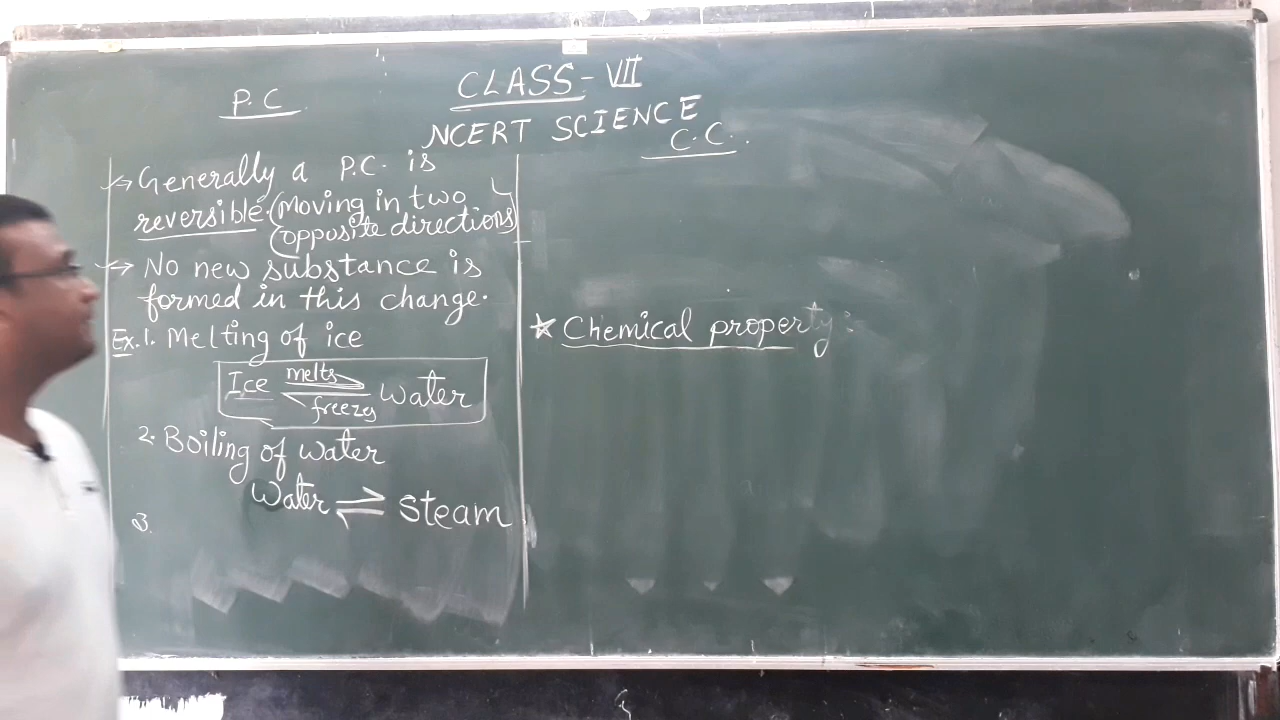 CLASS - VII
NCERT SCIENCE
P.C
→ Generally a P.C. is
reversible. (Moving in two
opposite directions)
→ No new substance is
formed in this change.
Ex. 1. Melting of ice
Ice melts ⇌ freezes water
2. Boiling of water
Water ⇌ steam
3.
C.C.
★ Chemical property :